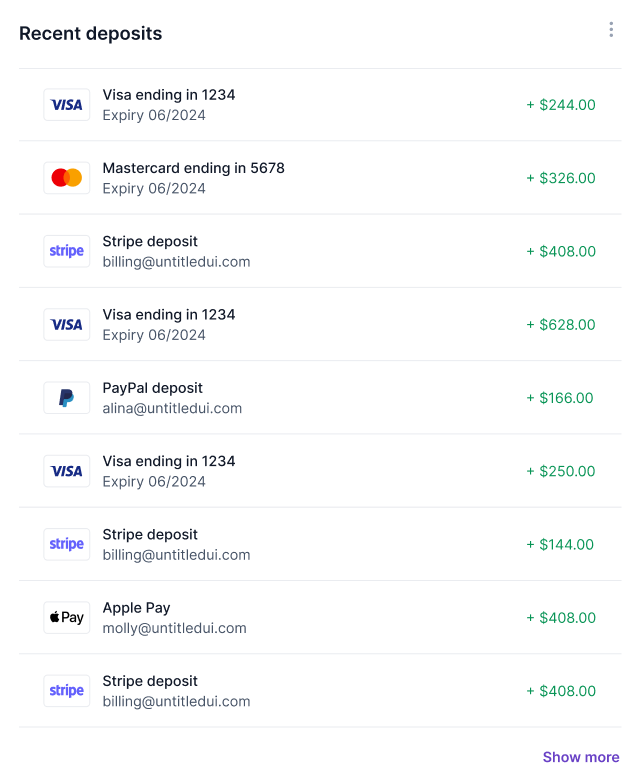 Recent deposits
VISA
Visa ending in 1234
Expiry 06/2024
+ $244.00
Mastercard ending in 5678
Expiry 06/2024
+ $326.00
stripe
Stripe deposit
billing@untitledui.com
+ $408.00
VISA
Visa ending in 1234
Expiry 06/2024
+ $628.00
PayPal deposit
alina@untitledui.com
+ $166.00
VISA
Visa ending in 1234
Expiry 06/2024
+ $250.00
stripe
Stripe deposit
billing@untitledui.com
+ $144.00
Pay
Apple Pay
molly@untitledui.com
+ $408.00
stripe
Stripe deposit
billing@untitledui.com
+ $408.00
Show more